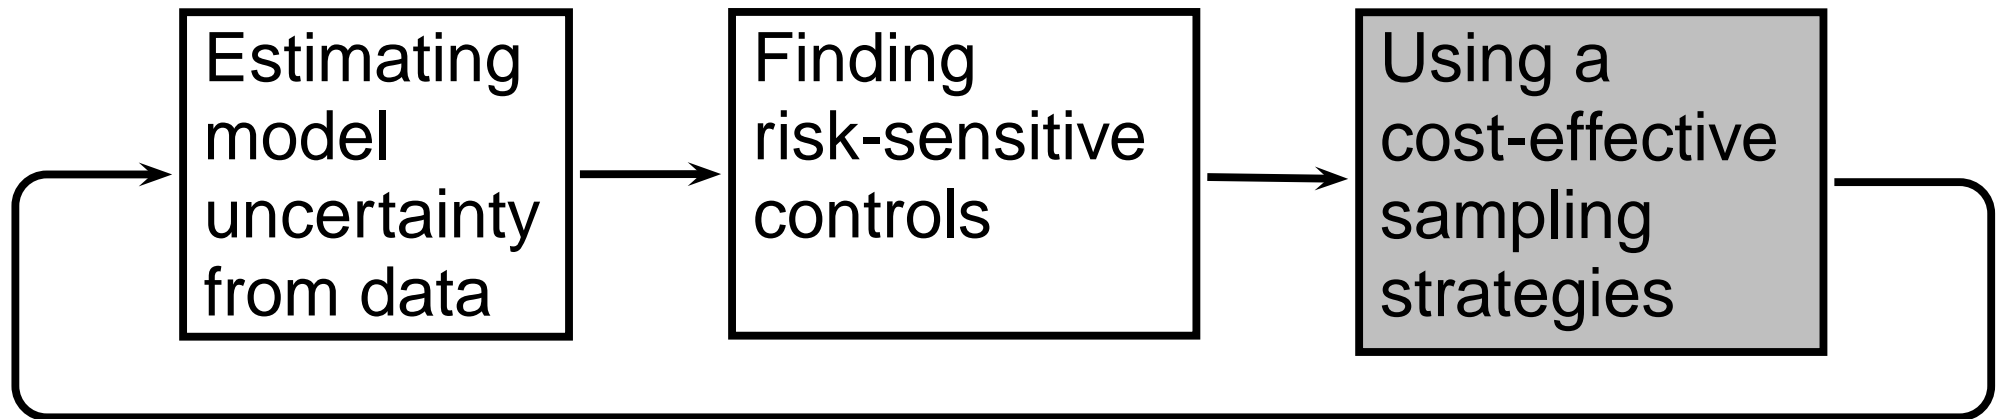 Estimating
model
uncertainty
from data
Finding
risk-sensitive
controls
Using a
cost-effective
sampling
strategies